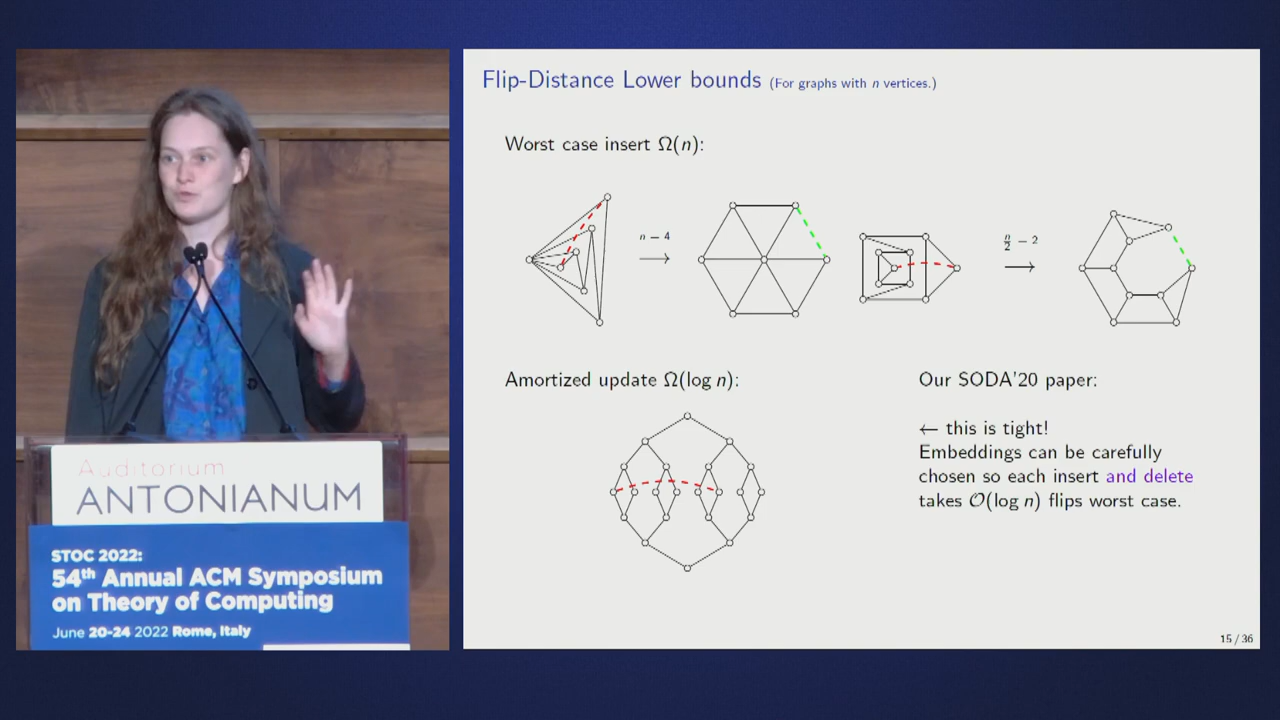 Auditorium
ANTONIANUM
STOC 2022:
54th Annual ACM Symposium
on Theory of Computing
June 20-24 2022 Rome, Italy
Flip-Distance Lower bounds (For graphs with n vertices.)
Worst case insert Ω(n):
n − 4
n/2 − 2
Amortized update Ω(log n):
Our SODA'20 paper:
← this is tight!
Embeddings can be carefully
chosen so each insert and delete
takes O(log n) flips worst case.
15 / 36